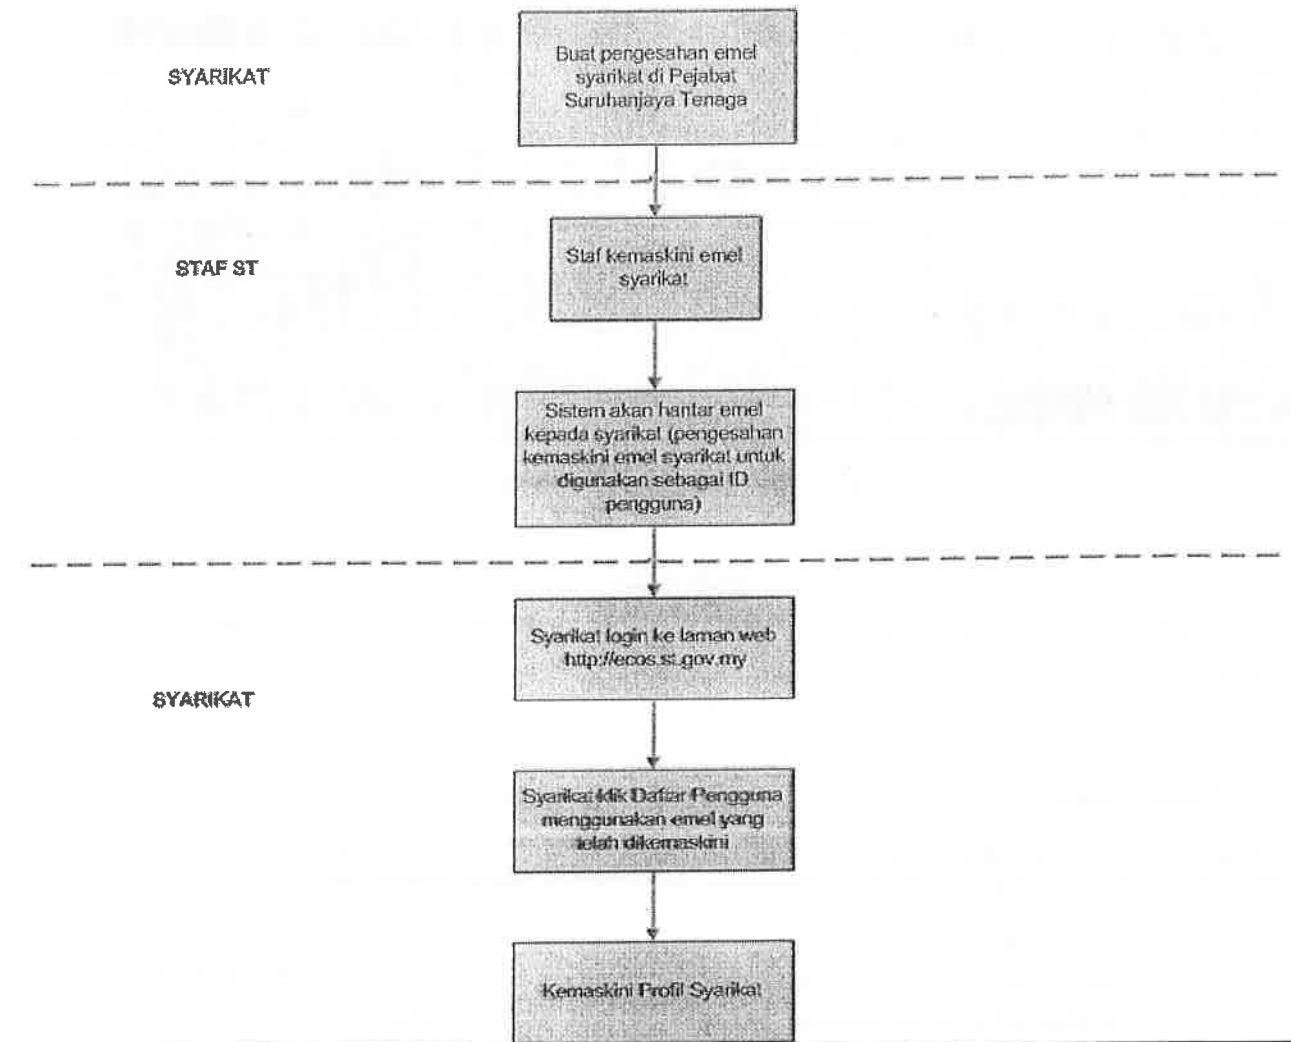 SYARIKAT
Buat pengesahan emel
syarikat di Pejabat
Suruhanjaya Tenaga
STAF ST
Staf kemaskini emel
syarikat
Sistem akan hantar emel
kepada syarikat (pengesahan
kemaskini emel syarikat untuk
digunakan sebagai ID
pengguna)
SYARIKAT
Syarikat login ke laman web
http://ecos.st.gov.my
Syarikat klik Daftar Pengguna
menggunakan emel yang
telah dikemaskini
Kemaskini Profil Syarikat